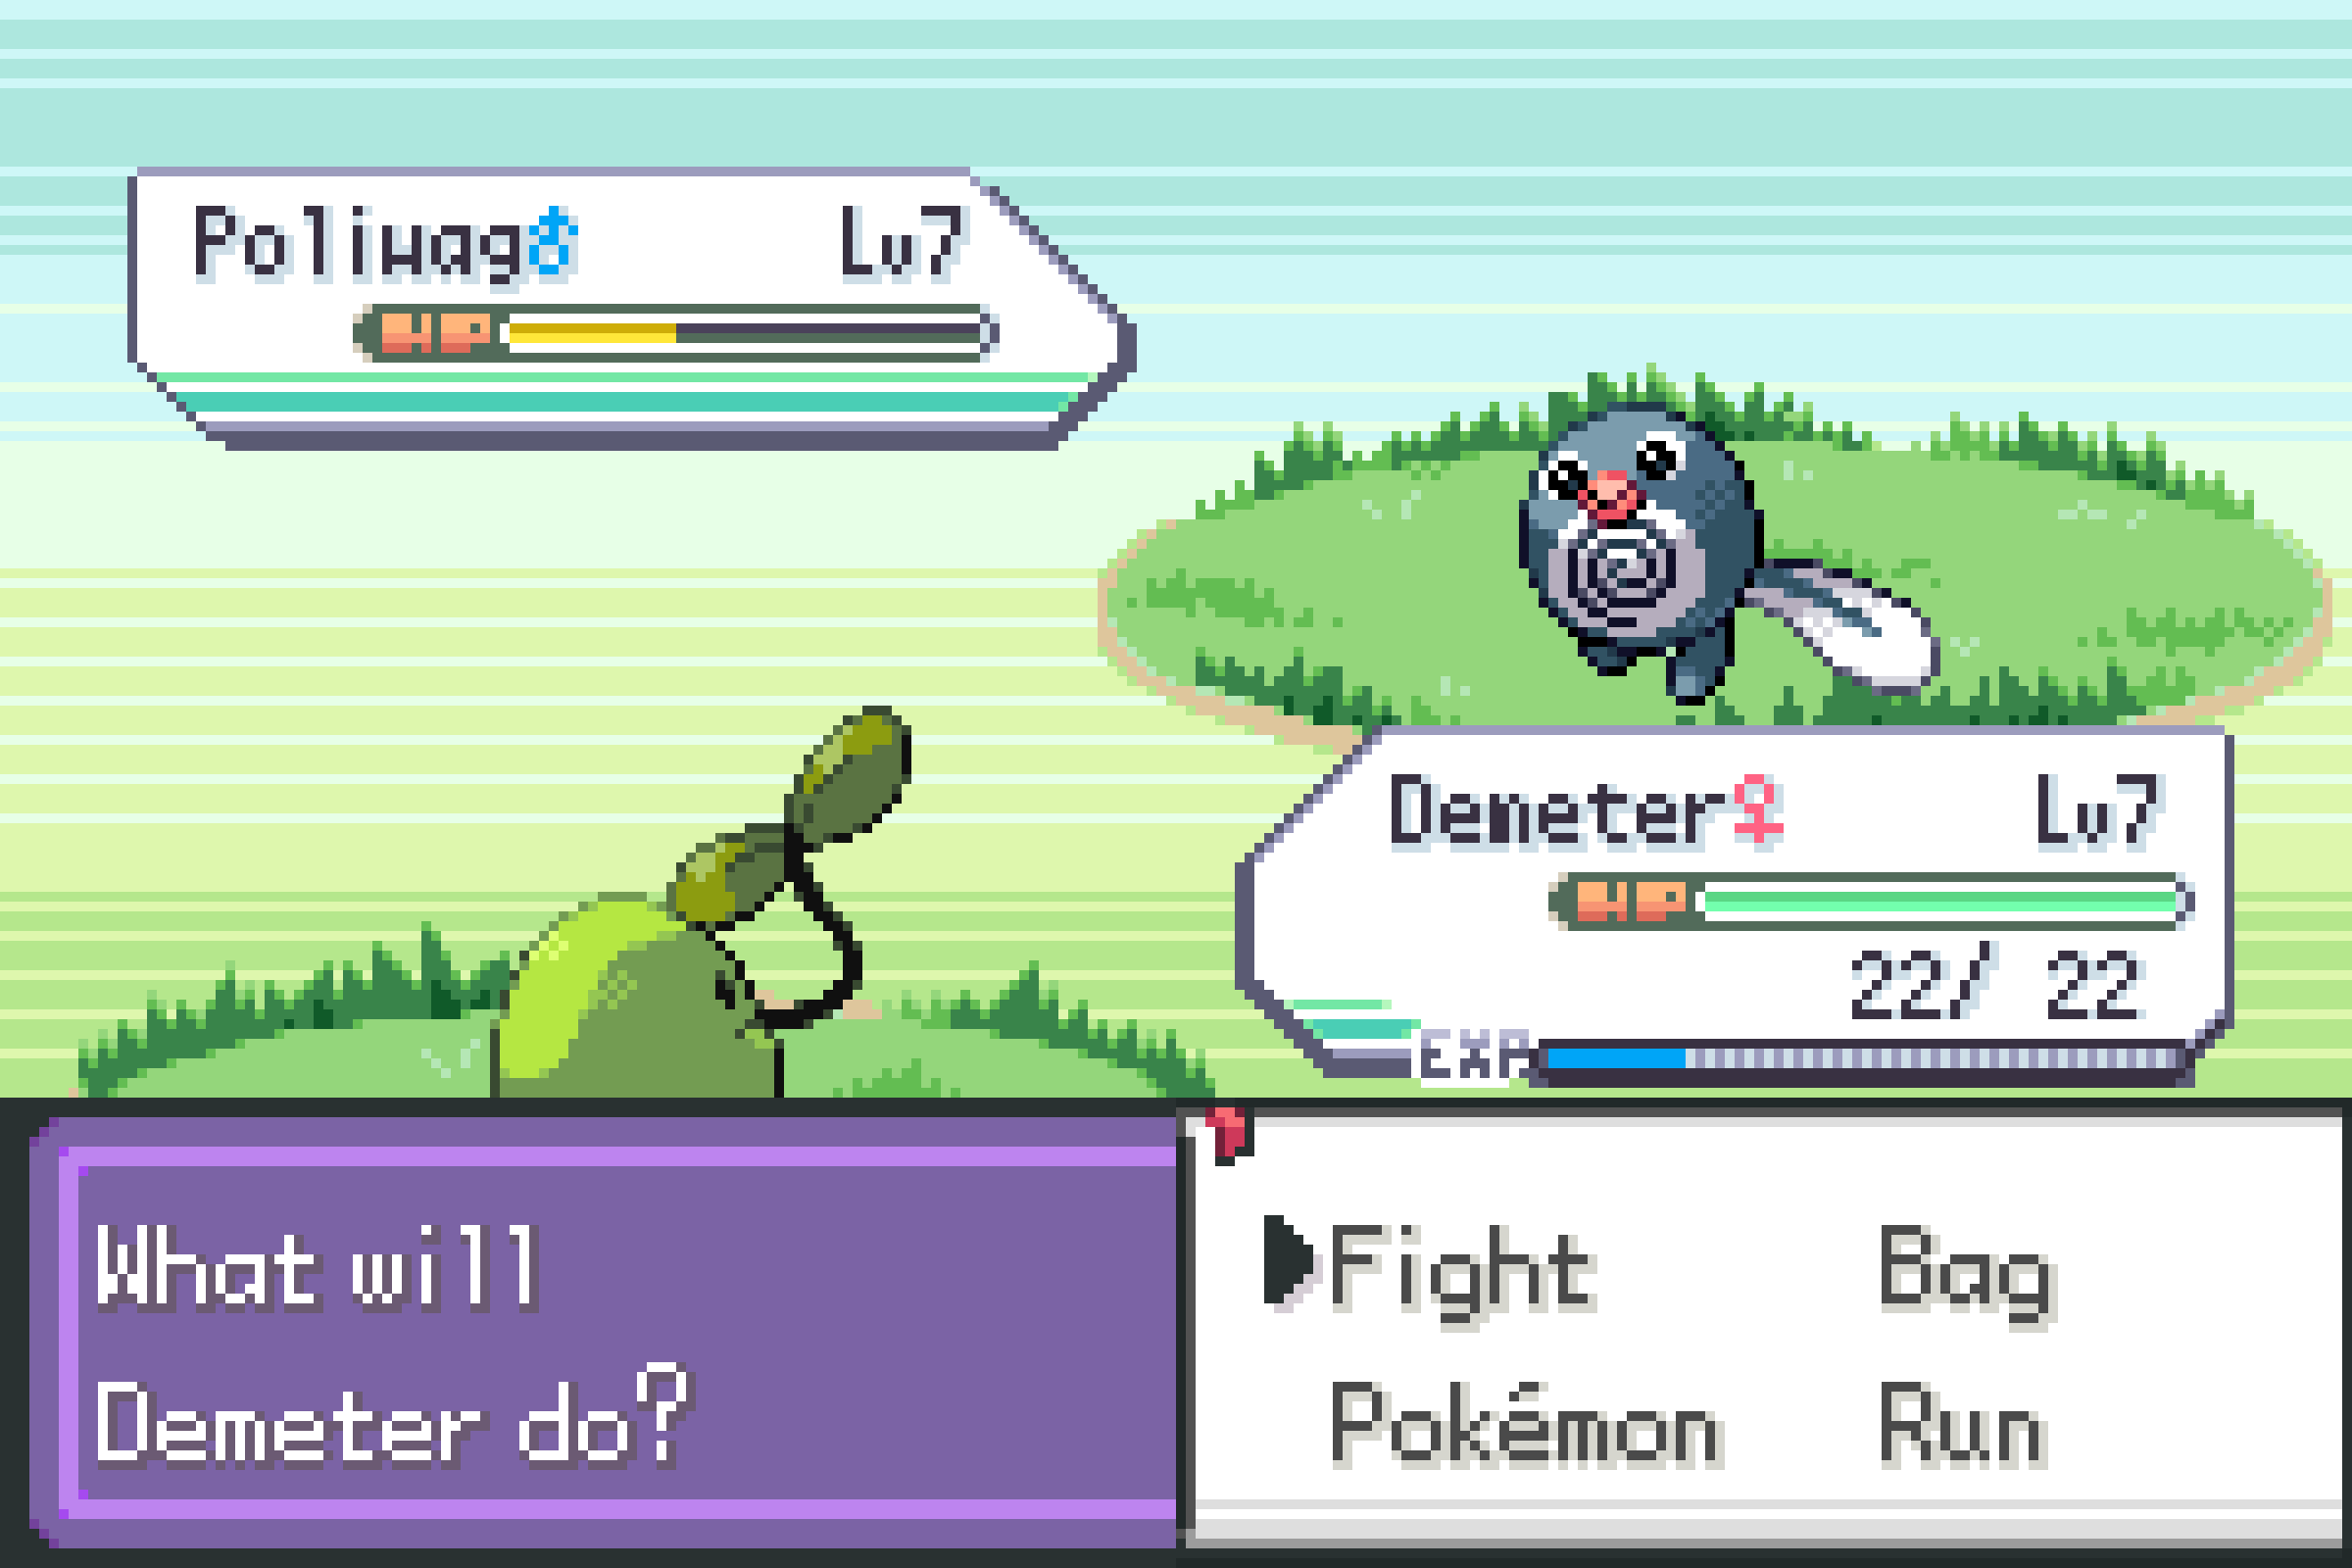 Poliwag♂ Lv7
HP
Demeter♀ Lv7
HP
22/ 22
EXP
What will
Demeter do?
Fight Bag
Pokémon Run